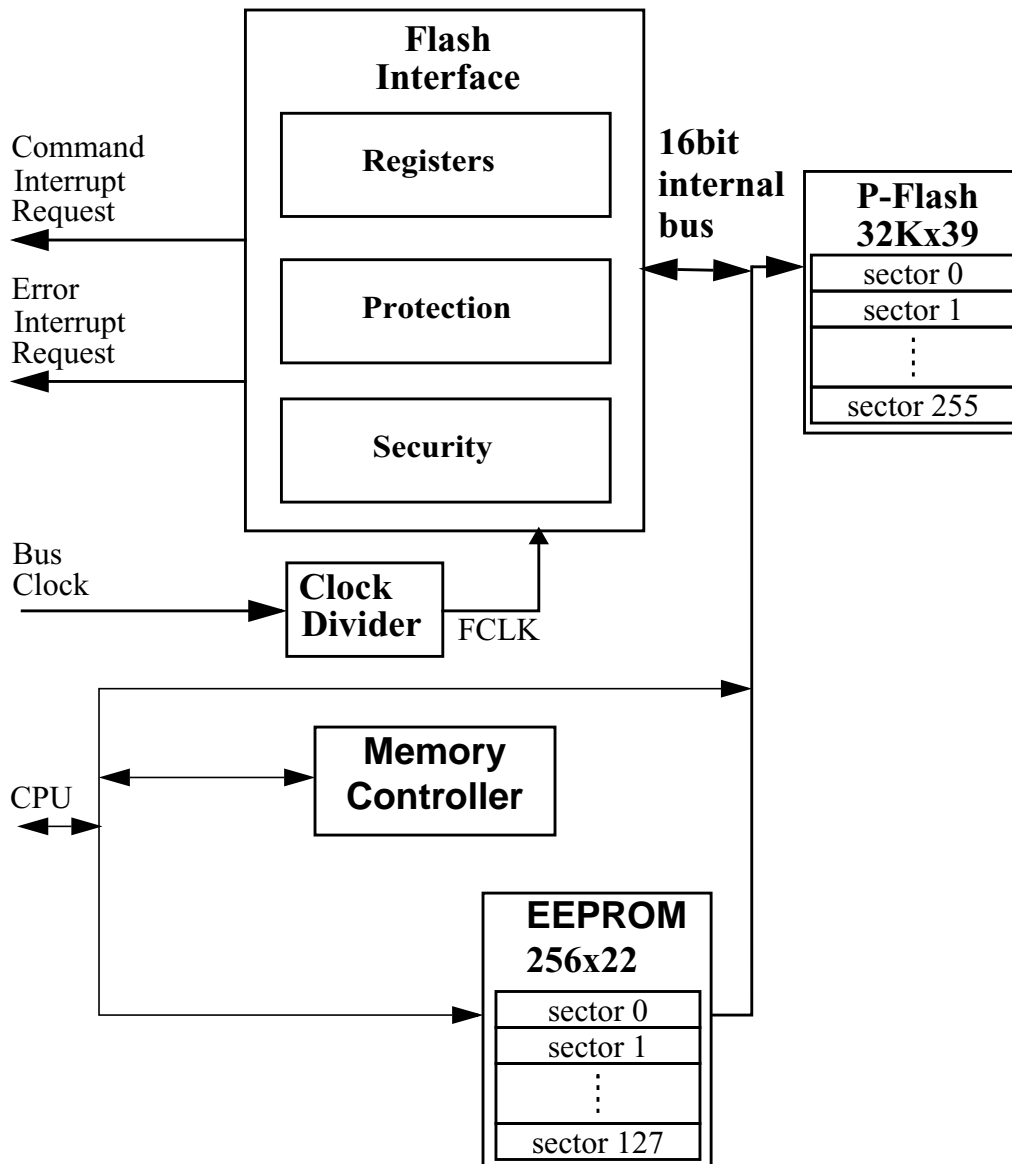 Flash
Interface
Registers
Protection
Security
Command
Interrupt
Request
Error
Interrupt
Request
16bit
internal
bus
P-Flash
32Kx39
sector 0
sector 1
sector 255
Bus
Clock
Clock
Divider
FCLK
Memory
Controller
CPU
EEPROM
256x22
sector 0
sector 1
sector 127